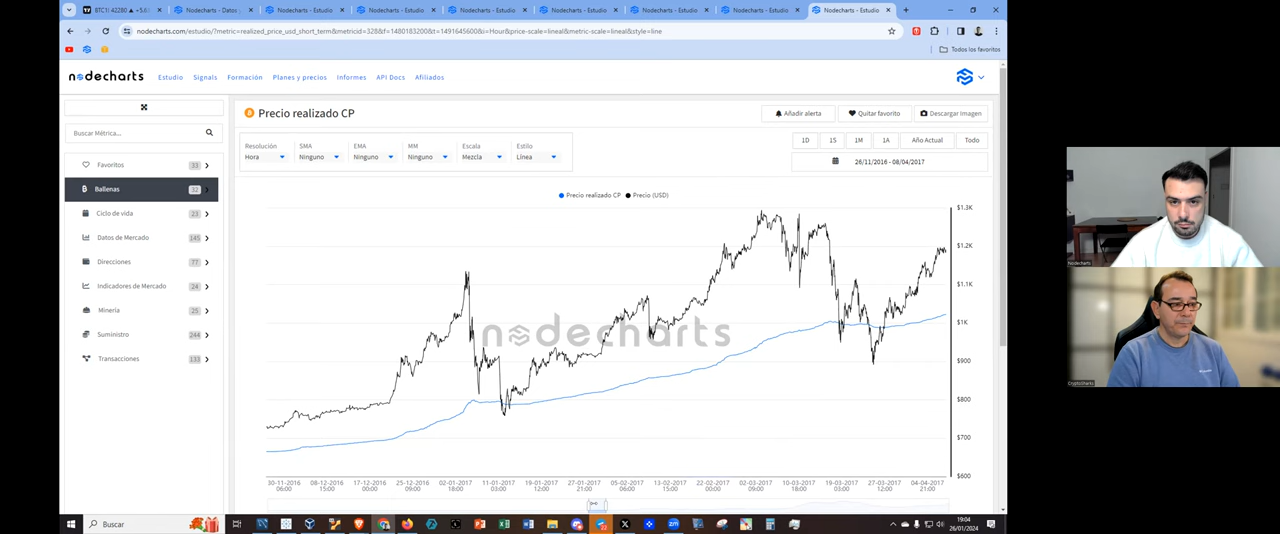 BTC1! 42280 ▲ +5.6
Nodecharts - Datos
Nodecharts - Estudio
Nodecharts - Estudio
Nodecharts - Estudio
Nodecharts - Estudio
Nodecharts - Estudio
Nodecharts - Estudio
Nodecharts - Estudio
nodecharts.com/estudio/?metric=realized_price_usd_short_term&metricid=328&f=1480183200&t=1491645600&i=Hour&price-scale=lineal&metric-scale=lineal&style=line
Todos los favoritos
nodecharts
Estudio
Signals
Formación
Planes y precios
Informes
API Docs
Afiliados
Buscar Métrica...
Favoritos 33
Ballenas 32
Ciclo de vida 23
Datos de Mercado 145
Direcciones 77
Indicadores de Mercado 24
Minería 25
Suministro 244
Transacciones 133
Precio realizado CP
Añadir alerta
Quitar favorito
Descargar Imagen
Resolución SMA EMA MM Escala Estilo
Hora Ninguno Ninguno Ninguno Mezcla Línea
1D 1S 1M 1A Año Actual Todo
26/11/2016 - 08/04/2017
Precio realizado CP Precio (USD)
$1.3K
$1.2K
$1.1K
$1K
$900
$800
$700
$600
nodecharts
30-11-2016 08-12-2016 17-12-2016 25-12-2016 02-01-2017 11-01-2017 19-01-2017 27-01-2017 05-02-2017 13-02-2017 22-02-2017 02-03-2017 10-03-2017 19-03-2017 27-03-2017 04-04-2017
06:00 15:00 00:00 09:00 18:00 03:00 12:00 21:00 06:00 15:00 00:00 09:00 18:00 03:00 12:00 21:00
Buscar
22
19:04
26/01/2024
Nodecharts
Cryptocharts